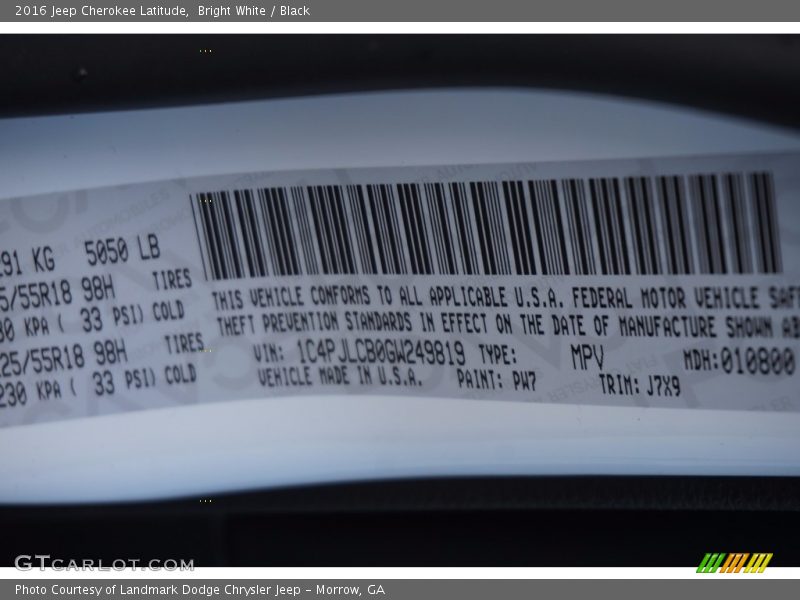 2016 Jeep Cherokee Latitude, Bright White / Black
291 KG 5050 LB
5/55R18 98H TIRES
30 KPA ( 33 PSI) COLD
25/55R18 98H TIRES
230 KPA ( 33 PSI) COLD
THIS VEHICLE CONFORMS TO ALL APPLICABLE U.S.A. FEDERAL MOTOR VEHICLE SAF
THEFT PREVENTION STANDARDS IN EFFECT ON THE DATE OF MANUFACTURE SHOWN AB
VIN: 1C4PJLCB0GW249819 TYPE: MPV MDH: 010800
VEHICLE MADE IN U.S.A. PAINT: PW7 TRIM: J7X9
GTCARLOT.COM
Photo Courtesy of Landmark Dodge Chrysler Jeep – Morrow, GA